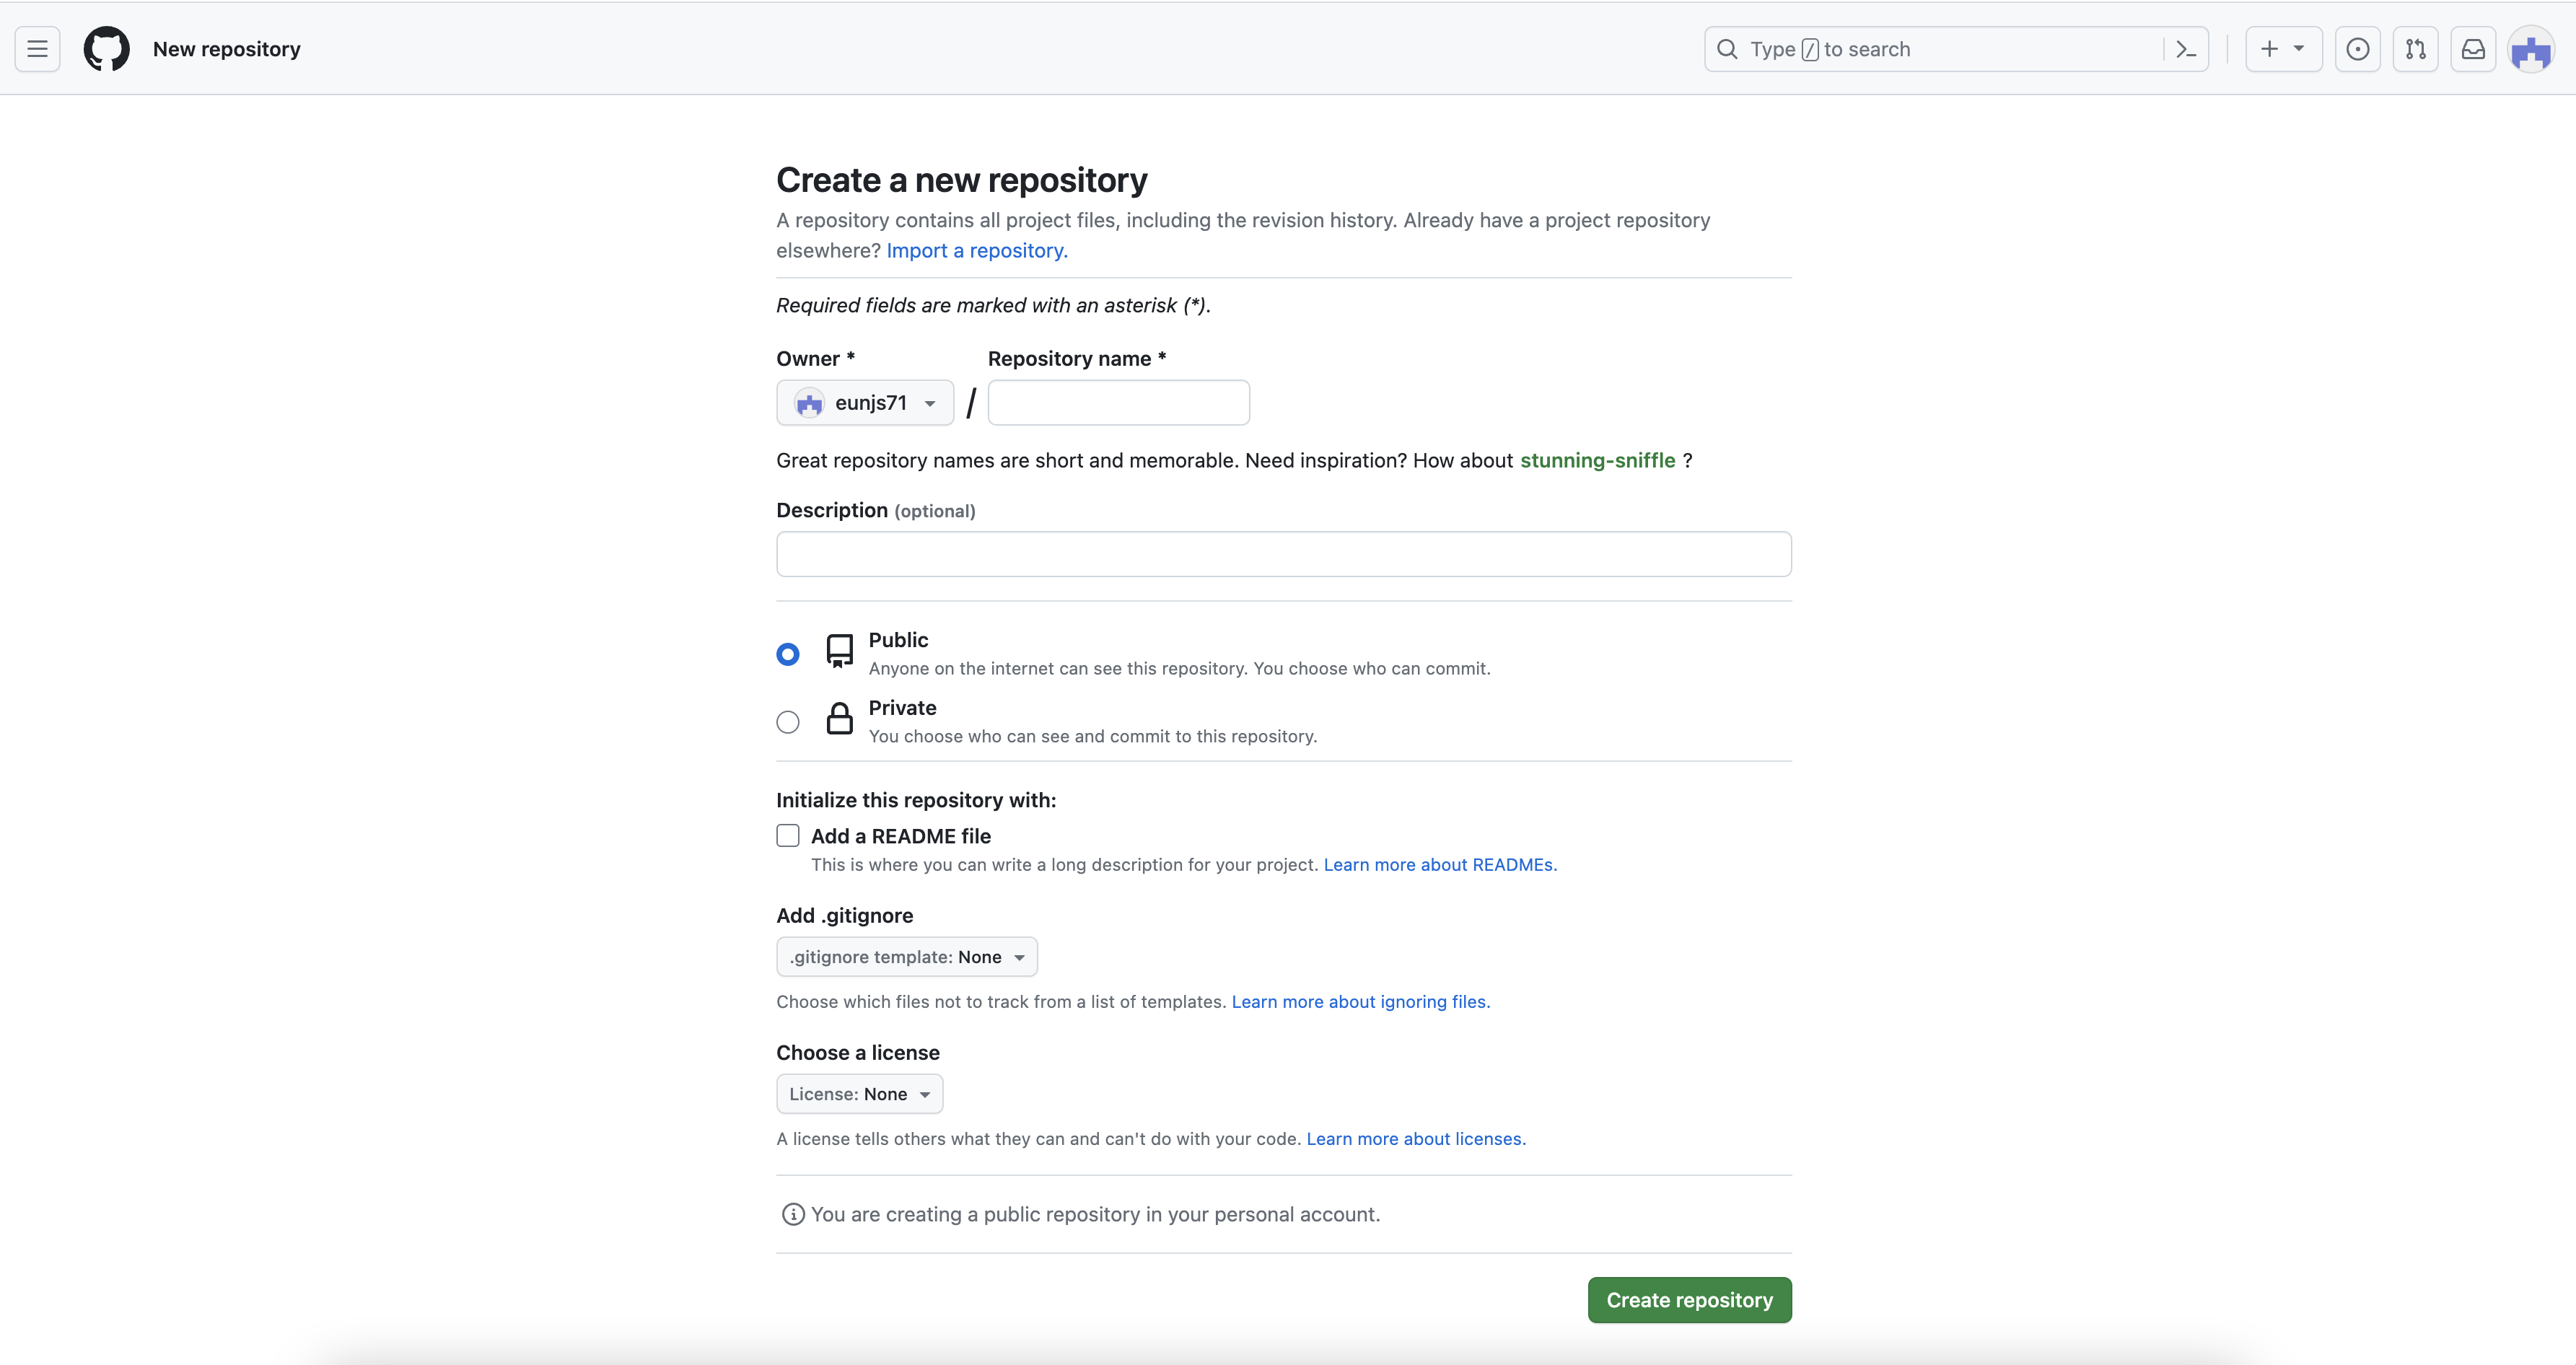 New repository
Type / to search
Create a new repository
A repository contains all project files, including the revision history. Already have a project repository
elsewhere? Import a repository.
Required fields are marked with an asterisk (*).
Owner * Repository name *
eunjs71 /
Great repository names are short and memorable. Need inspiration? How about stunning-sniffle ?
Description (optional)
Public
Anyone on the internet can see this repository. You choose who can commit.
Private
You choose who can see and commit to this repository.
Initialize this repository with:
Add a README file
This is where you can write a long description for your project. Learn more about READMEs.
Add .gitignore
.gitignore template: None
Choose which files not to track from a list of templates. Learn more about ignoring files.
Choose a license
License: None
A license tells others what they can and can't do with your code. Learn more about licenses.
You are creating a public repository in your personal account.
Create repository